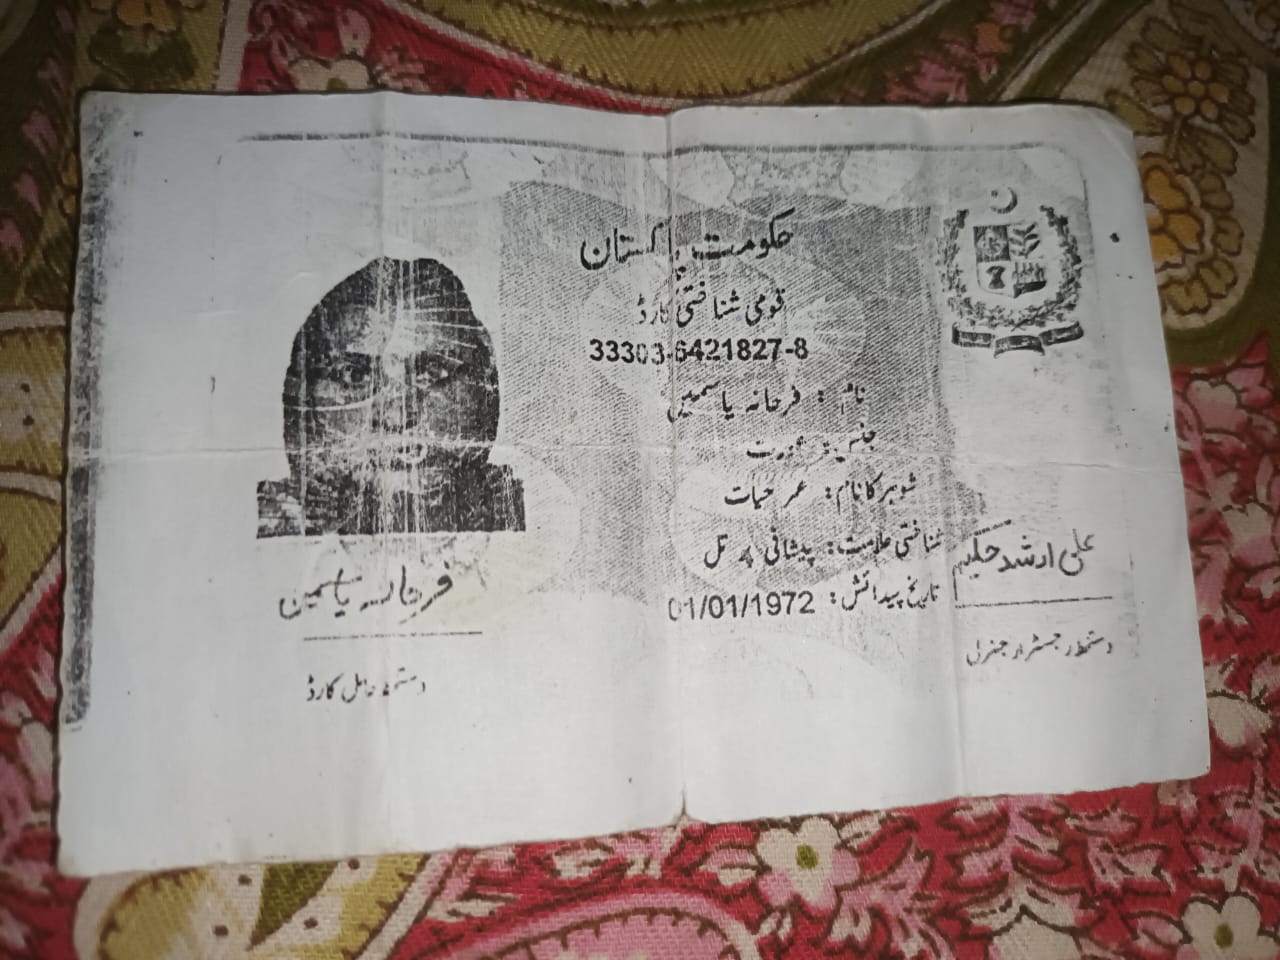 حکومت پاکستان
قومی شناختی کارڈ
33303-6421827-8
نام: فرحانہ یاسمین
جنس: عورت
شوہر کا نام: عمر حیات
شناختی علامت: پیشانی پر تل
تاریخ پیدائش: 01/01/1972
علی ارشد حکیم
دستخط رجسٹرار جنرل
فرحانہ یاسمین
دستخط حامل کارڈ